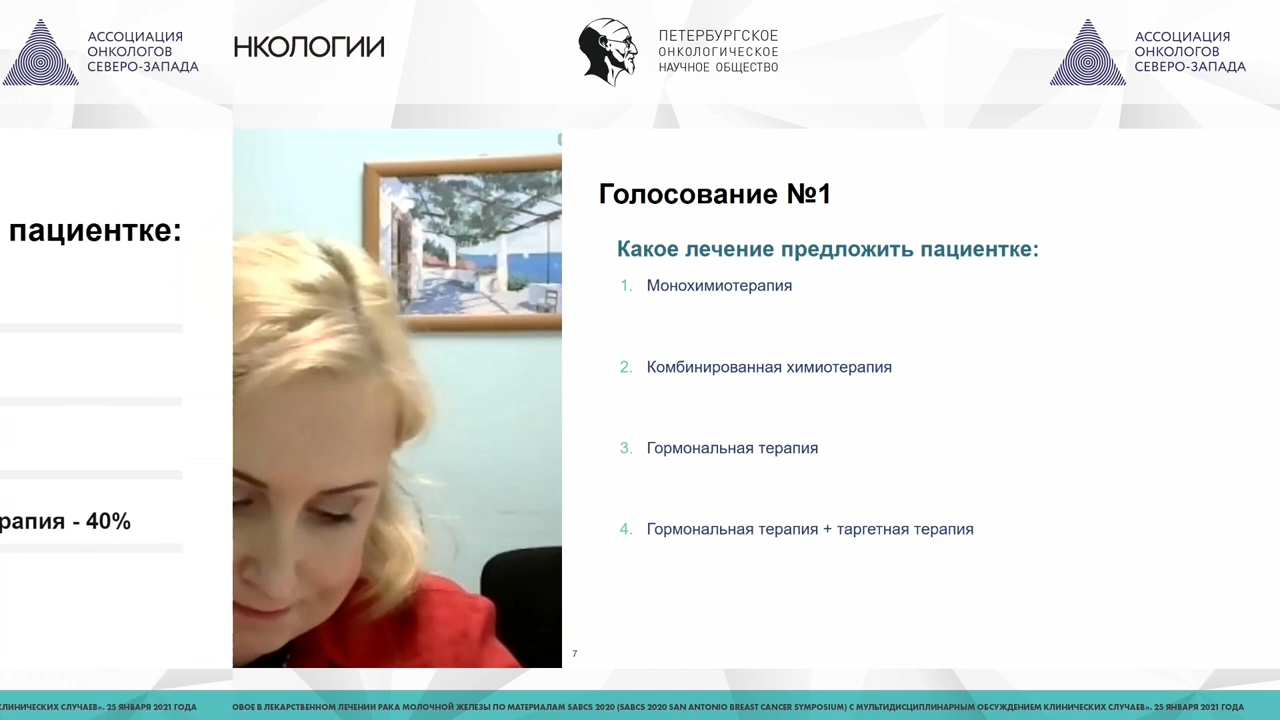 АССОЦИАЦИЯ
ОНКОЛОГОВ
СЕВЕРО-ЗАПАДА
НКОЛОГИИ
ПЕТЕРБУРГСКОЕ
ОНКОЛОГИЧЕСКОЕ
НАУЧНОЕ ОБЩЕСТВО
АССОЦИАЦИЯ
ОНКОЛОГОВ
СЕВЕРО-ЗАПАДА
пациентке:
рапия - 40%
Голосование №1
Какое лечение предложить пациентке:
1. Монохимиотерапия
2. Комбинированная химиотерапия
3. Гормональная терапия
4. Гормональная терапия + таргетная терапия
7
КЛИНИЧЕСКИХ СЛУЧАЕВ». 25 ЯНВАРЯ 2021 ГОДА
ОВОЕ В ЛЕКАРСТВЕННОМ ЛЕЧЕНИИ РАКА МОЛОЧНОЙ ЖЕЛЕЗЫ ПО МАТЕРИАЛАМ SABCS 2020 (SABCS 2020 SAN ANTONIO BREAST CANCER SYMPOSIUM) С МУЛЬТИДИСЦИПЛИНАРНЫМ ОБСУЖДЕНИЕМ КЛИНИЧЕСКИХ СЛУЧАЕВ». 25 ЯНВАРЯ 2021 ГОДА